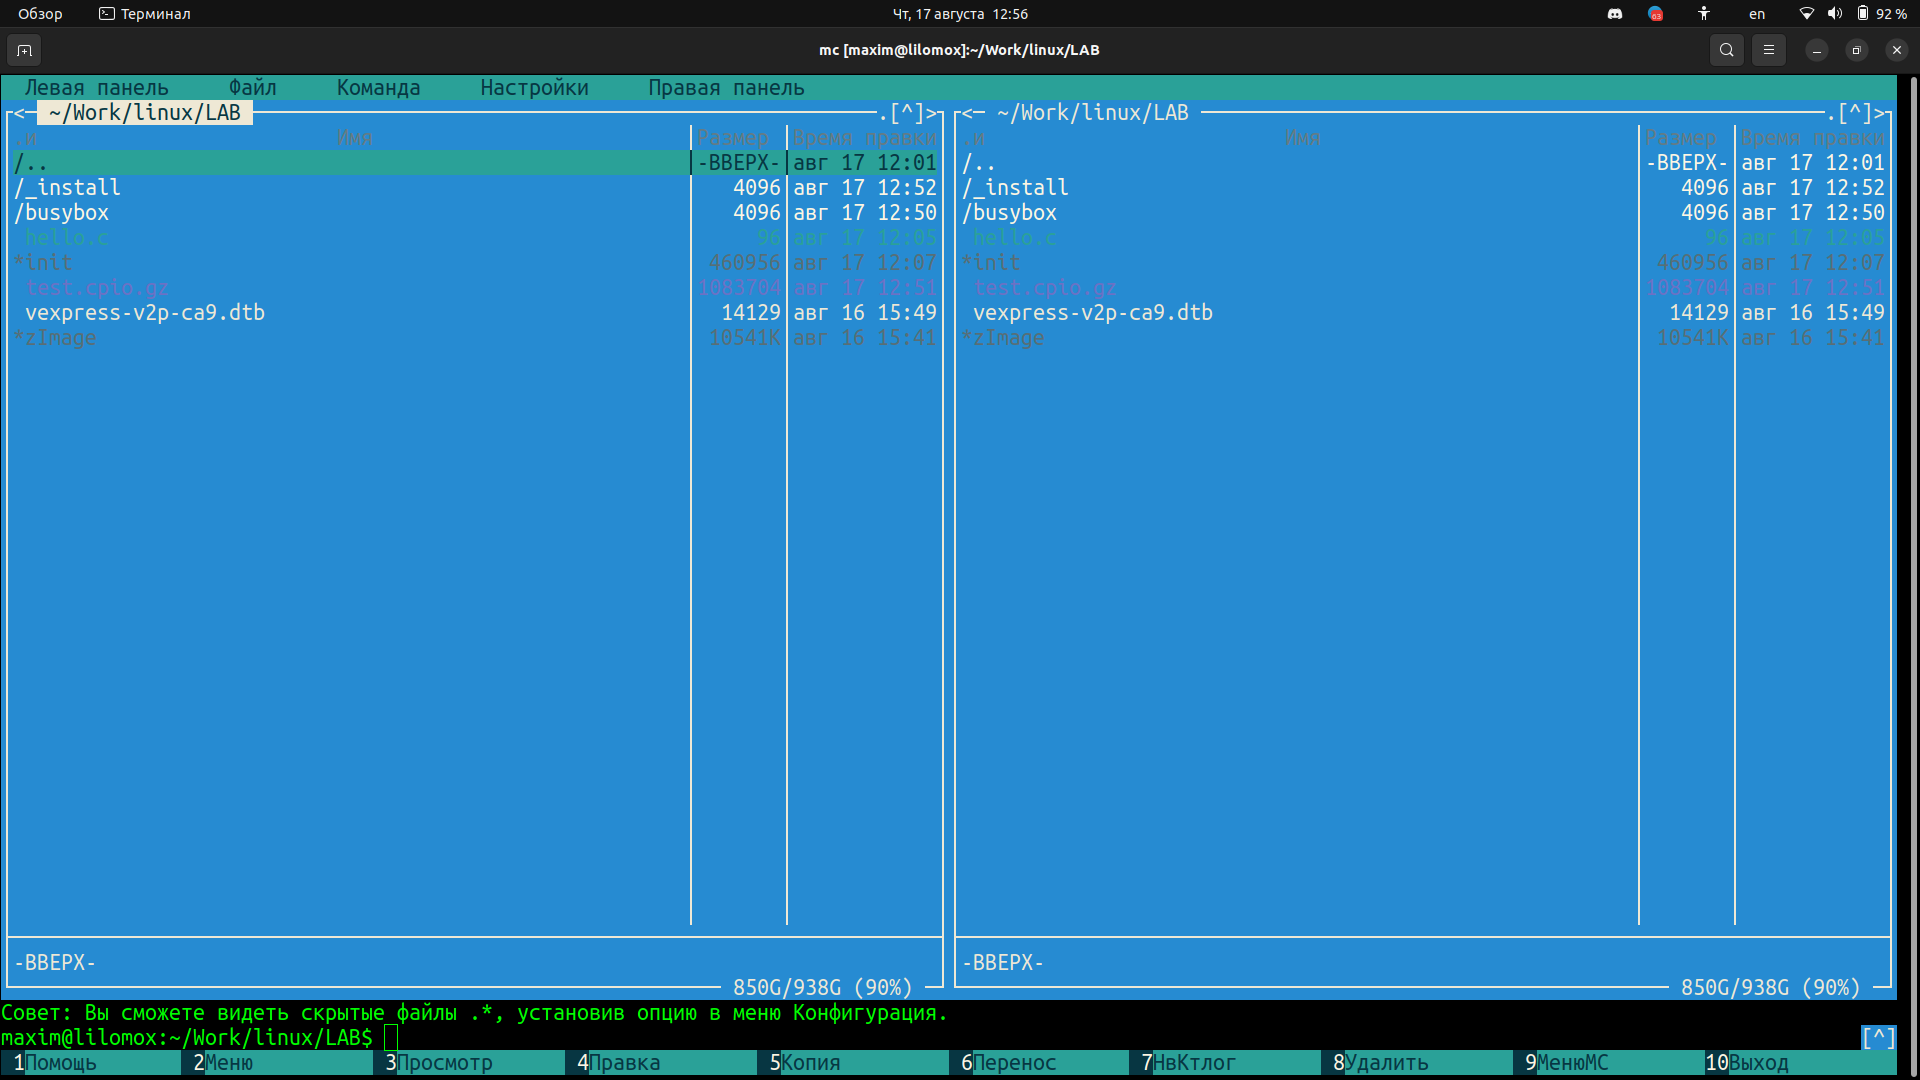 Обзор Терминал Чт, 17 августа 12:56 63 en 92 %
mc [maxim@lilomox]:~/Work/linux/LAB
Левая панель Файл Команда Настройки Правая панель
<─ ~/Work/linux/LAB .[^]> <─ ~/Work/linux/LAB .[^]>
.и Имя Размер Время правки .и Имя Размер Время правки
/.. -ВВЕРХ- авг 17 12:01 /.. -ВВЕРХ- авг 17 12:01
/_install 4096 авг 17 12:52 /_install 4096 авг 17 12:52
/busybox 4096 авг 17 12:50 /busybox 4096 авг 17 12:50
hello.c 96 авг 17 12:05 hello.c 96 авг 17 12:05
*init 460956 авг 17 12:07 *init 460956 авг 17 12:07
test.cpio.gz 1083704 авг 17 12:51 test.cpio.gz 1083704 авг 17 12:51
vexpress-v2p-ca9.dtb 14129 авг 16 15:49 vexpress-v2p-ca9.dtb 14129 авг 16 15:49
*zImage 10541K авг 16 15:41 *zImage 10541K авг 16 15:41
-ВВЕРХ- -ВВЕРХ-
850G/938G (90%) 850G/938G (90%)
Совет: Вы сможете видеть скрытые файлы .*, установив опцию в меню Конфигурация.
maxim@lilomox:~/Work/linux/LAB$ [^]
1Помощь 2Меню 3Просмотр 4Правка 5Копия 6Перенос 7НвКтлог 8Удалить 9МенюМС 10Выход